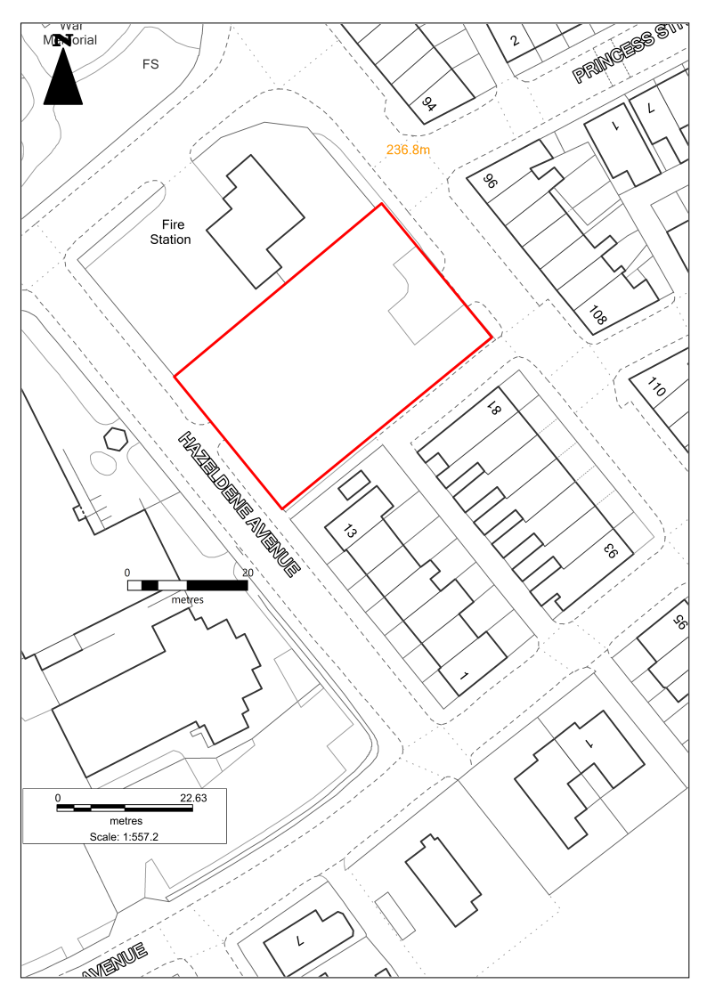 War
Memorial
N
FS
2
PRINCESS ST
94
236.8m
1
7
96
Fire
Station
108
110
81
HAZELDENE AVENUE
13
93
0 20
metres
95
1
1
0 22.63
metres
Scale: 1:557.2
7
AVENUE